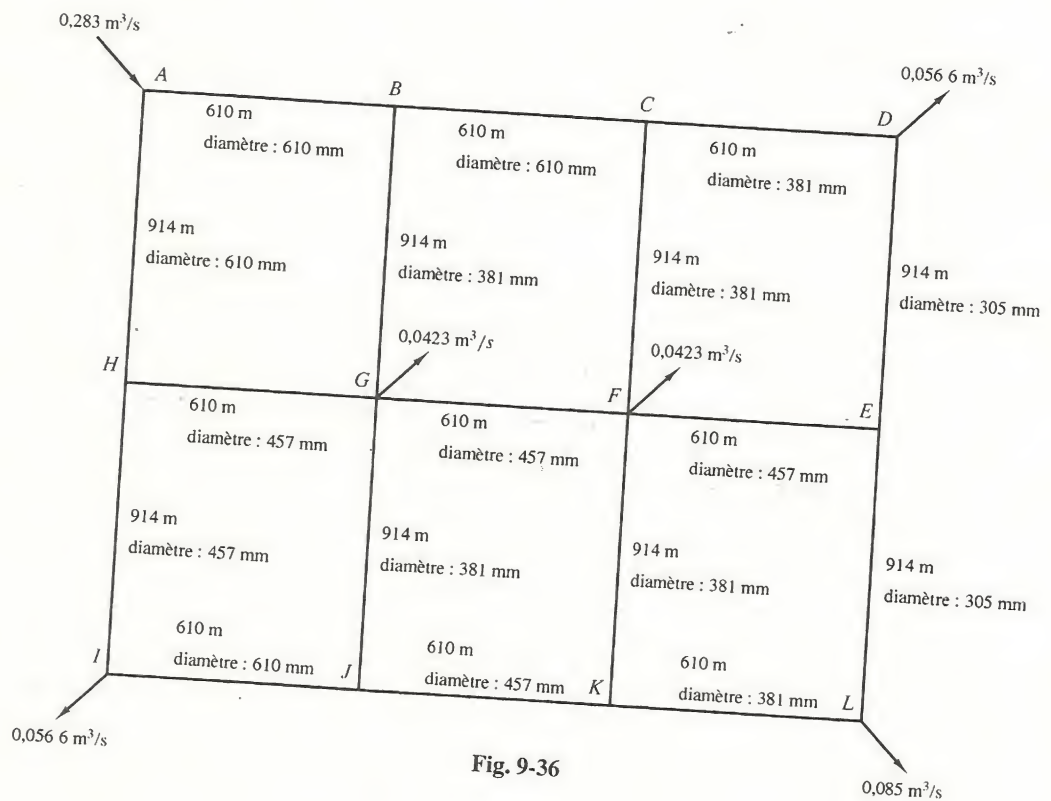 0,283 m³/s
A
B
C
D
0,056 6 m³/s
610 m
diamètre : 610 mm
610 m
diamètre : 610 mm
610 m
diamètre : 381 mm
914 m
diamètre : 610 mm
914 m
diamètre : 381 mm
914 m
diamètre : 381 mm
914 m
diamètre : 305 mm
0,0423 m³/s
0,0423 m³/s
H
G
F
E
610 m
diamètre : 457 mm
610 m
diamètre : 457 mm
610 m
diamètre : 457 mm
914 m
diamètre : 457 mm
914 m
diamètre : 381 mm
914 m
diamètre : 381 mm
914 m
diamètre : 305 mm
610 m
diamètre : 610 mm
610 m
diamètre : 457 mm
610 m
diamètre : 381 mm
I
J
K
L
0,056 6 m³/s
0,085 m³/s
Fig. 9-36